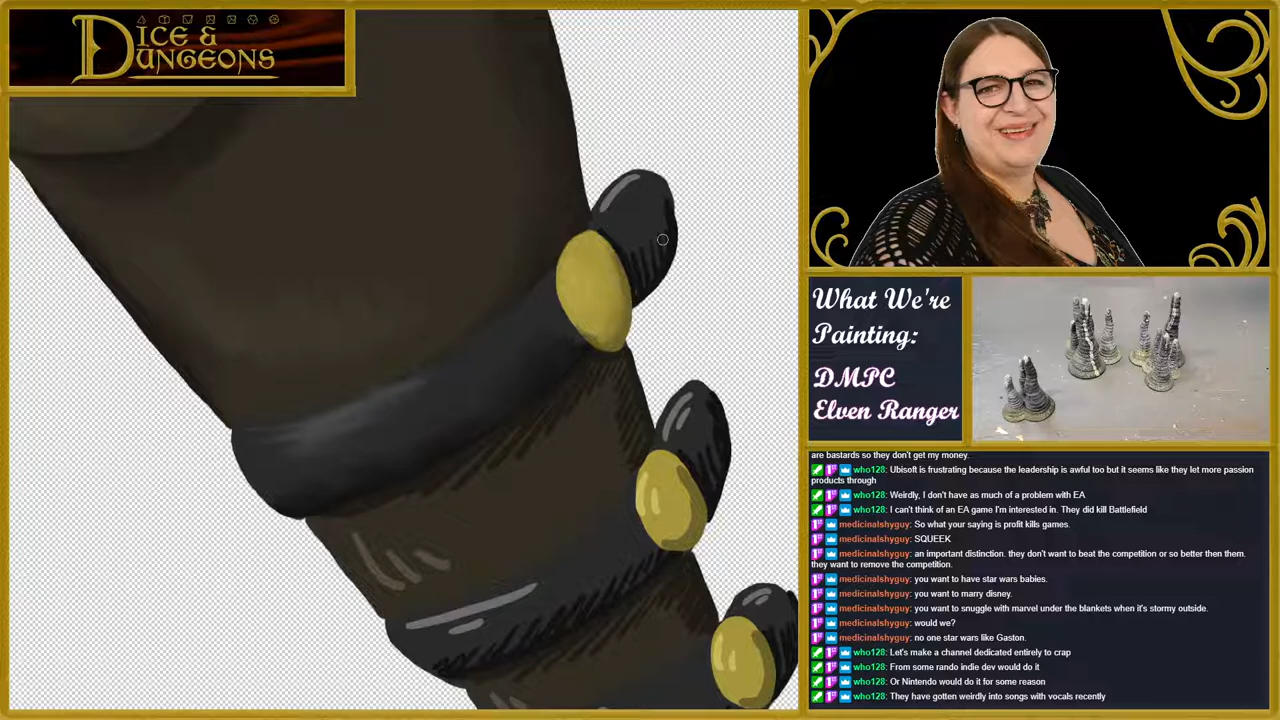 Dice &
Dungeons
What We're
Painting:
DMPC
Elven Ranger
are bastards so they don't get my money.
who128: Ubisoft is frustrating because the leadership is awful too but it seems like they let more passion
products through
who128: Weirdly, I don't have as much of a problem with EA
who128: I can't think of an EA game I'm interested in. They did kill Battlefield
medicinalshyguy: So what your saying is profit kills games.
medicinalshyguy: SQUEEK
medicinalshyguy: an important distinction. they don't want to beat the competition or so better then them.
they want to remove the competition.
medicinalshyguy: you want to have star wars babies.
medicinalshyguy: you want to marry disney.
medicinalshyguy: you want to snuggle with marvel under the blankets when it's stormy outside.
medicinalshyguy: would we?
medicinalshyguy: no one star wars like Gaston.
who128: Let's make a channel dedicated entirely to crap
who128: From some rando indie dev would do it
who128: Or Nintendo would do it for some reason
who128: They have gotten weirdly into songs with vocals recently